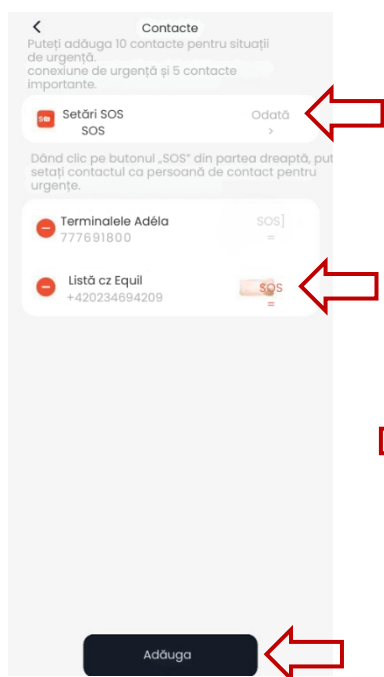 Contacte
Puteți adăuga 10 contacte pentru situații
de urgență.
conexiune de urgență și 5 contacte
importante.
SOS
Setări SOS
Odată
SOS
>
Dând clic pe butonul „SOS” din partea dreaptă, put
setați contactul ca persoană de contact pentru
urgențe.
Terminalele Adéla
SOS]
777691800
=
Listă cz Equil
SOS
+420234694209
=
Adăuga